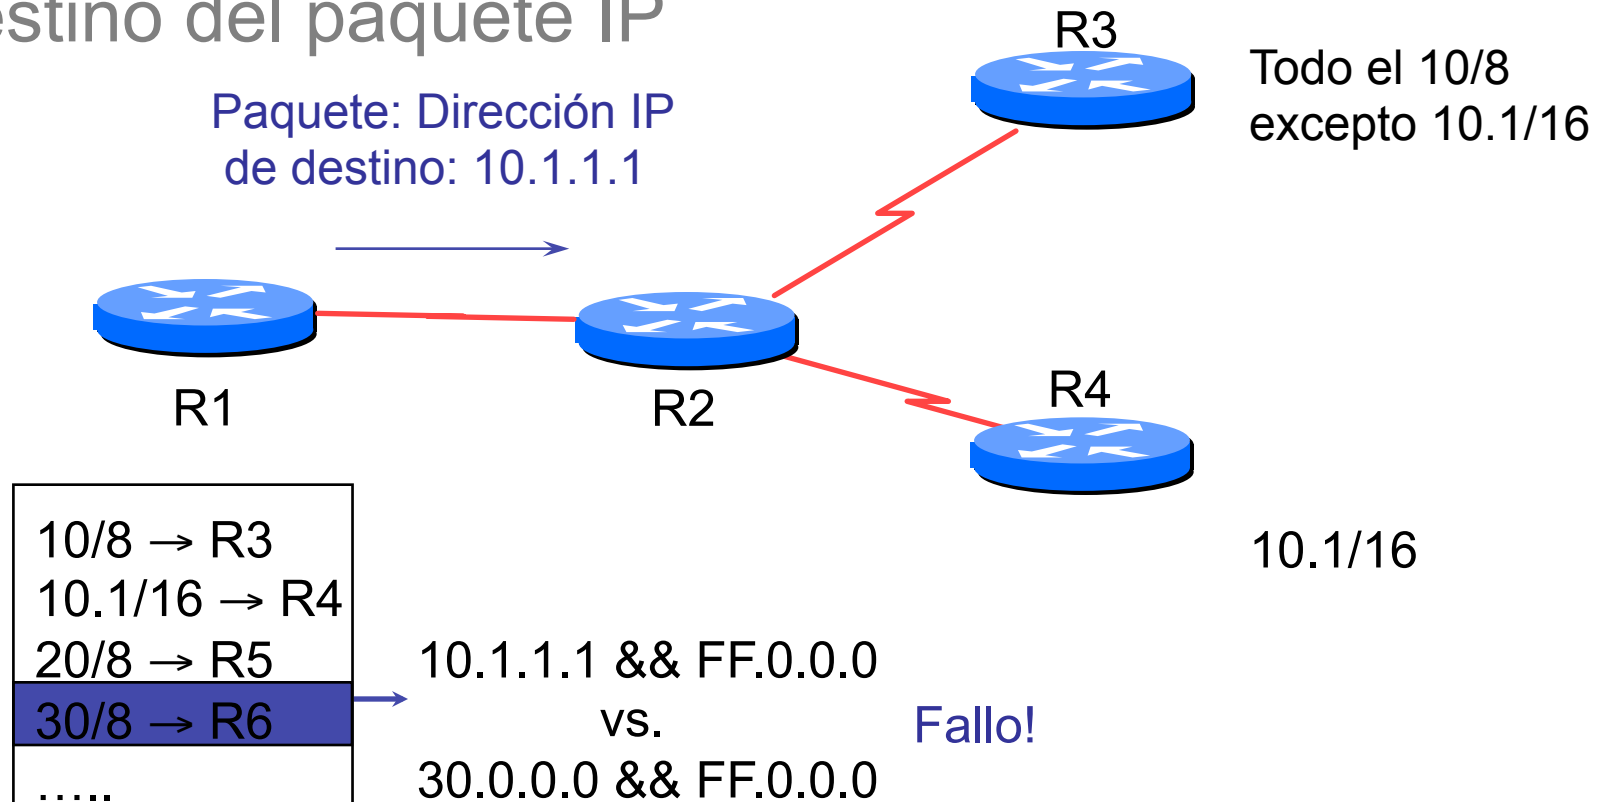 estino del paquete IP
Paquete: Dirección IP
de destino: 10.1.1.1
R3
Todo el 10/8
excepto 10.1/16
R1
R2
R4
10.1/16
10/8 → R3
10.1/16 → R4
20/8 → R5
30/8 → R6
…..
10.1.1.1 && FF.0.0.0
vs.
30.0.0.0 && FF.0.0.0
Fallo!